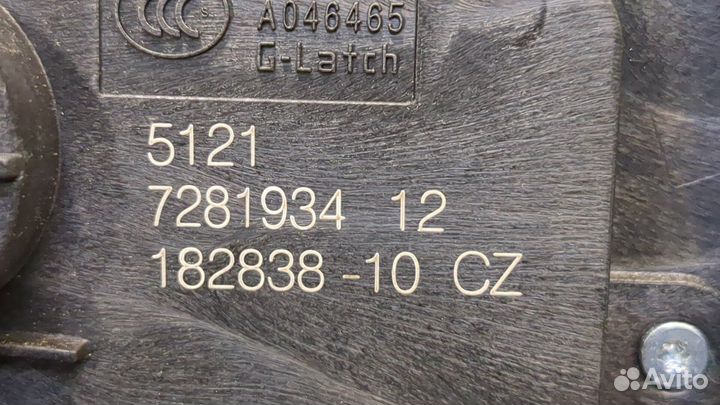 CCC S
A046465
G-Latch
5121
7281934 12
182838-10 CZ
Avito